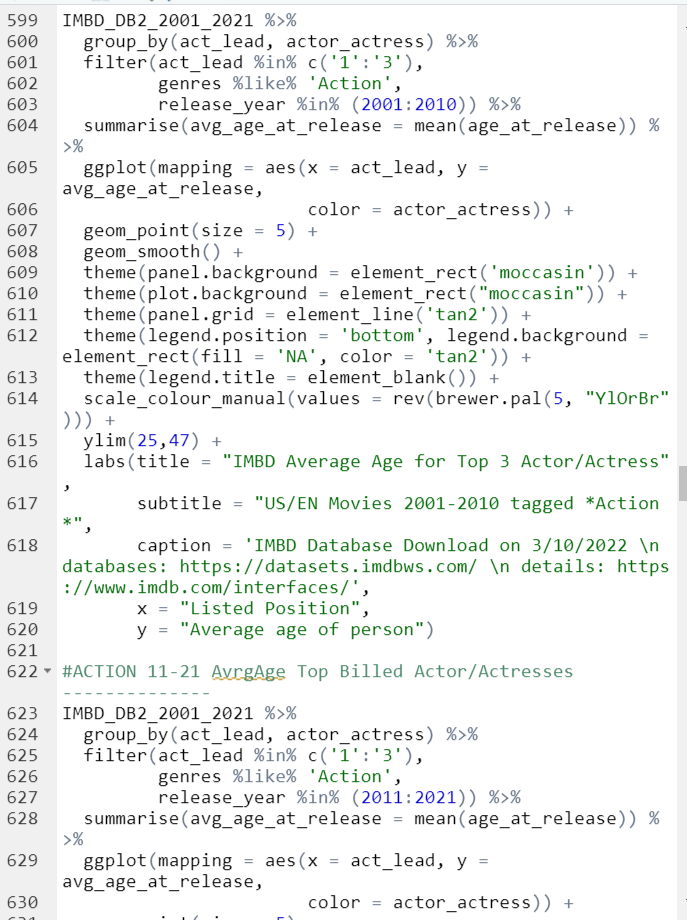 599 IMBD_DB2_2001_2021 %>%
600   group_by(act_lead, actor_actress) %>%
601   filter(act_lead %in% c('1':'3'),
602          genres %like% 'Action',
603          release_year %in% (2001:2010)) %>%
604   summarise(avg_age_at_release = mean(age_at_release)) %
>%
605   ggplot(mapping = aes(x = act_lead, y =
avg_age_at_release,
606                        color = actor_actress)) +
607   geom_point(size = 5) +
608   geom_smooth() +
609   theme(panel.background = element_rect('moccasin')) +
610   theme(plot.background = element_rect("moccasin")) +
611   theme(panel.grid = element_line('tan2')) +
612   theme(legend.position = 'bottom', legend.background =
element_rect(fill = 'NA', color = 'tan2')) +
613   theme(legend.title = element_blank()) +
614   scale_colour_manual(values = rev(brewer.pal(5, "YlOrBr"
))) +
615   ylim(25,47) +
616   labs(title = "IMBD Average Age for Top 3 Actor/Actress"
,
617        subtitle = "US/EN Movies 2001-2010 tagged *Action
*",
618        caption = 'IMBD Database Download on 3/10/2022 \n
databases: https://datasets.imdbws.com/ \n details: https
://www.imdb.com/interfaces/',
619        x = "Listed Position",
620        y = "Average age of person")
621
622 #ACTION 11-21 AvrgAge Top Billed Actor/Actresses
--------------
623 IMBD_DB2_2001_2021 %>%
624   group_by(act_lead, actor_actress) %>%
625   filter(act_lead %in% c('1':'3'),
626          genres %like% 'Action',
627          release_year %in% (2011:2021)) %>%
628   summarise(avg_age_at_release = mean(age_at_release)) %
>%
629   ggplot(mapping = aes(x = act_lead, y =
avg_age_at_release,
630                        color = actor_actress)) +